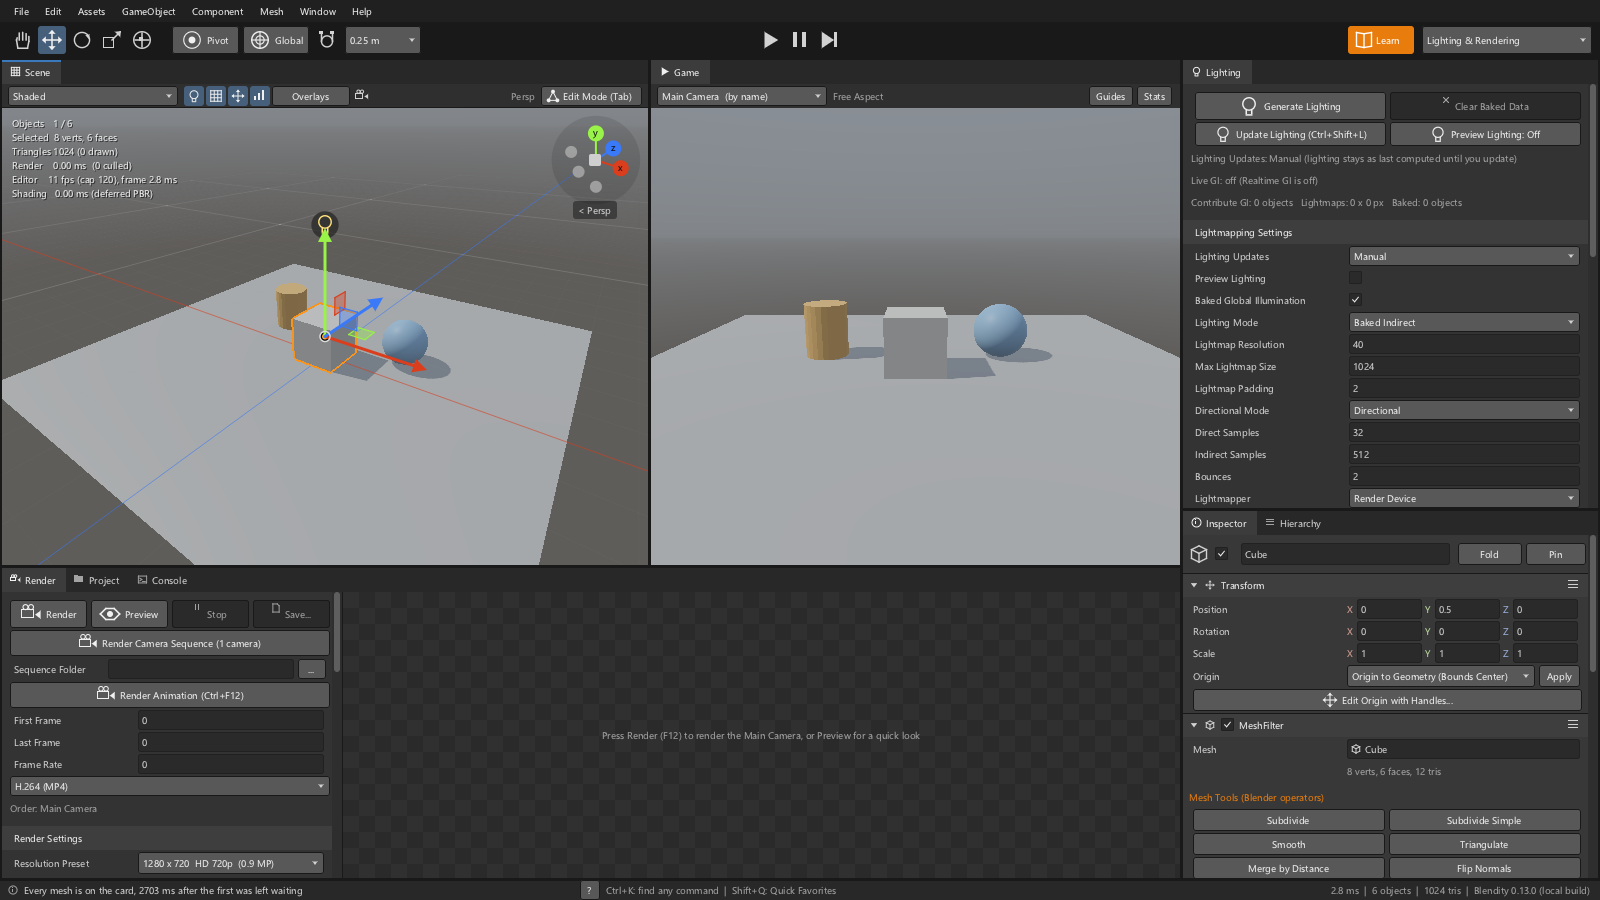 File Edit Assets GameObject Component Mesh Window Help
Pivot Global 0.25 m Learn Lighting & Rendering
Scene
Shaded Overlays Persp Edit Mode (Tab)
Objects 1 / 6
Selected 8 verts, 6 faces
Triangles 1024 (0 drawn)
Render 0.00 ms (0 culled)
Editor 11 fps (cap 120), frame 2.8 ms
Shading 0.00 ms (deferred PBR)
y
z
x
< Persp
Game
Main Camera (by name) Free Aspect Guides Stats
Lighting
Generate Lighting Clear Baked Data
Update Lighting (Ctrl+Shift+L) Preview Lighting: Off
Lighting Updates: Manual (lighting stays as last computed until you update)
Live GI: off (Realtime GI is off)
Contribute GI: 0 objects Lightmaps: 0 x 0 px Baked: 0 objects
Lightmapping Settings
Lighting Updates Manual
Preview Lighting
Baked Global Illumination
Lighting Mode Baked Indirect
Lightmap Resolution 40
Max Lightmap Size 1024
Lightmap Padding 2
Directional Mode Directional
Direct Samples 32
Indirect Samples 512
Bounces 2
Lightmapper Render Device
Inspector Hierarchy
Cube Fold Pin
Transform
Position X 0 Y 0.5 Z 0
Rotation X 0 Y 0 Z 0
Scale X 1 Y 1 Z 1
Origin Origin to Geometry (Bounds Center) Apply
Edit Origin with Handles...
MeshFilter
Mesh Cube
8 verts, 6 faces, 12 tris
Mesh Tools (Blender operators)
Subdivide Subdivide Simple
Smooth Triangulate
Merge by Distance Flip Normals
Render Project Console
Render Preview Stop Save...
Render Camera Sequence (1 camera)
Sequence Folder ...
Render Animation (Ctrl+F12)
First Frame 0
Last Frame 0
Frame Rate 0
H.264 (MP4)
Order: Main Camera
Render Settings
Resolution Preset 1280 x 720 HD 720p (0.9 MP)
Press Render (F12) to render the Main Camera, or Preview for a quick look
Every mesh is on the card, 2703 ms after the first was left waiting ? Ctrl+K: find any command | Shift+Q: Quick Favorites 2.8 ms | 6 objects | 1024 tris | Blendity 0.13.0 (local build)